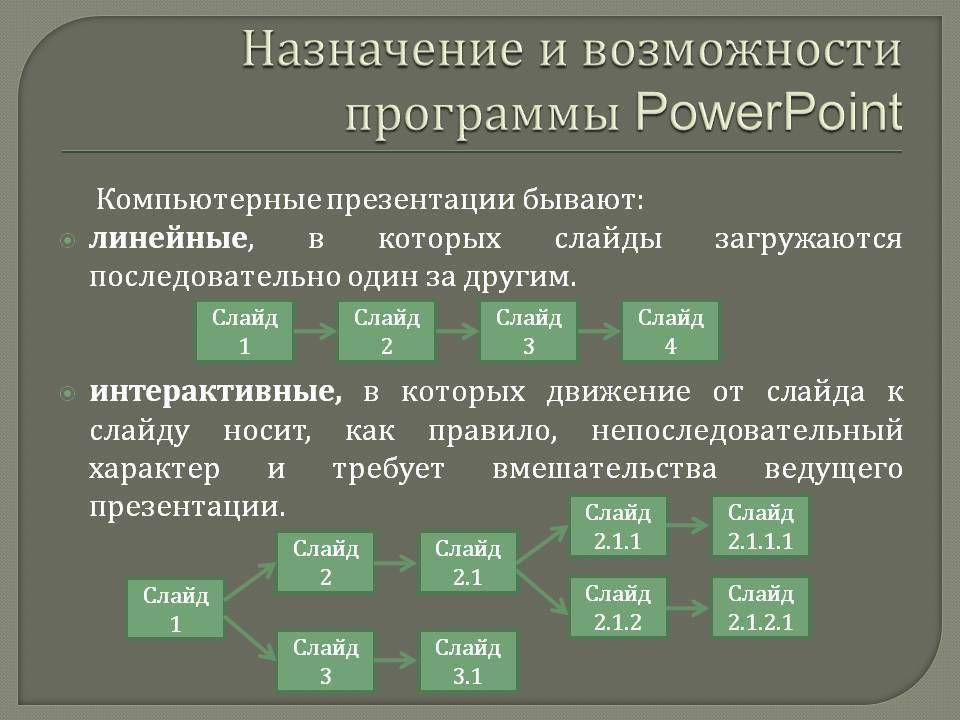 Назначение и возможности
программы PowerPoint
Компьютерные презентации бывают:
линейные, в которых слайды загружаются
последовательно один за другим.
Слайд
1
Слайд
2
Слайд
3
Слайд
4
интерактивные, в которых движение от слайда к
слайду носит, как правило, непоследовательный
характер и требует вмешательства ведущего
презентации.
Слайд
1
Слайд
2
Слайд
2.1
Слайд
2.1.1
Слайд
2.1.1.1
Слайд
2.1.2
Слайд
2.1.2.1
Слайд
3
Слайд
3.1